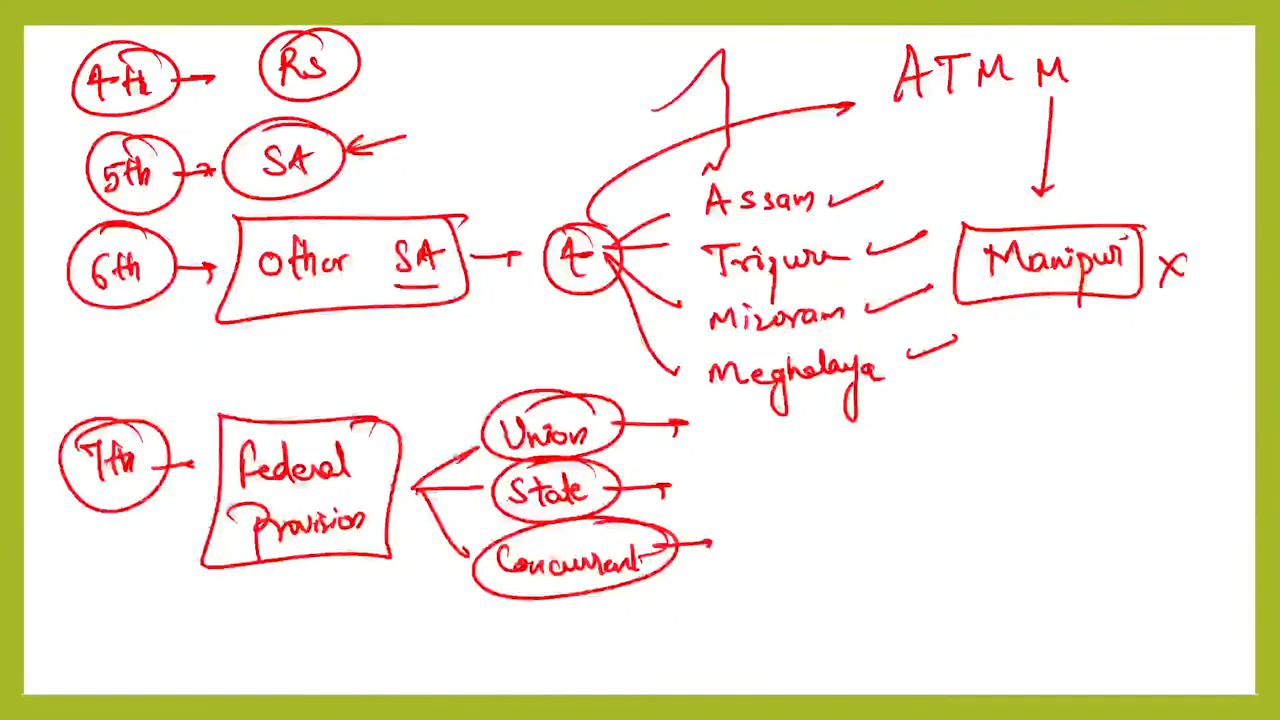 4th → RS
5th → SA
6th → Other SA → 4
ATMM
Assam ✓
Tripura ✓
Mizoram ✓
Meghalaya ✓
Manipur X
7th - Federal Provision
Union →
State →
Concurrent →